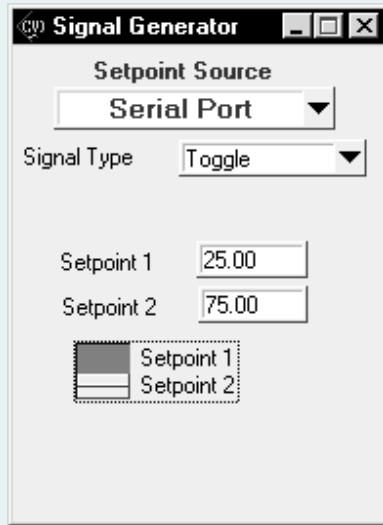 CVI Signal Generator
Setpoint Source
Serial Port
Signal Type Toggle
Setpoint 1 25.00
Setpoint 2 75.00
Setpoint 1
Setpoint 2